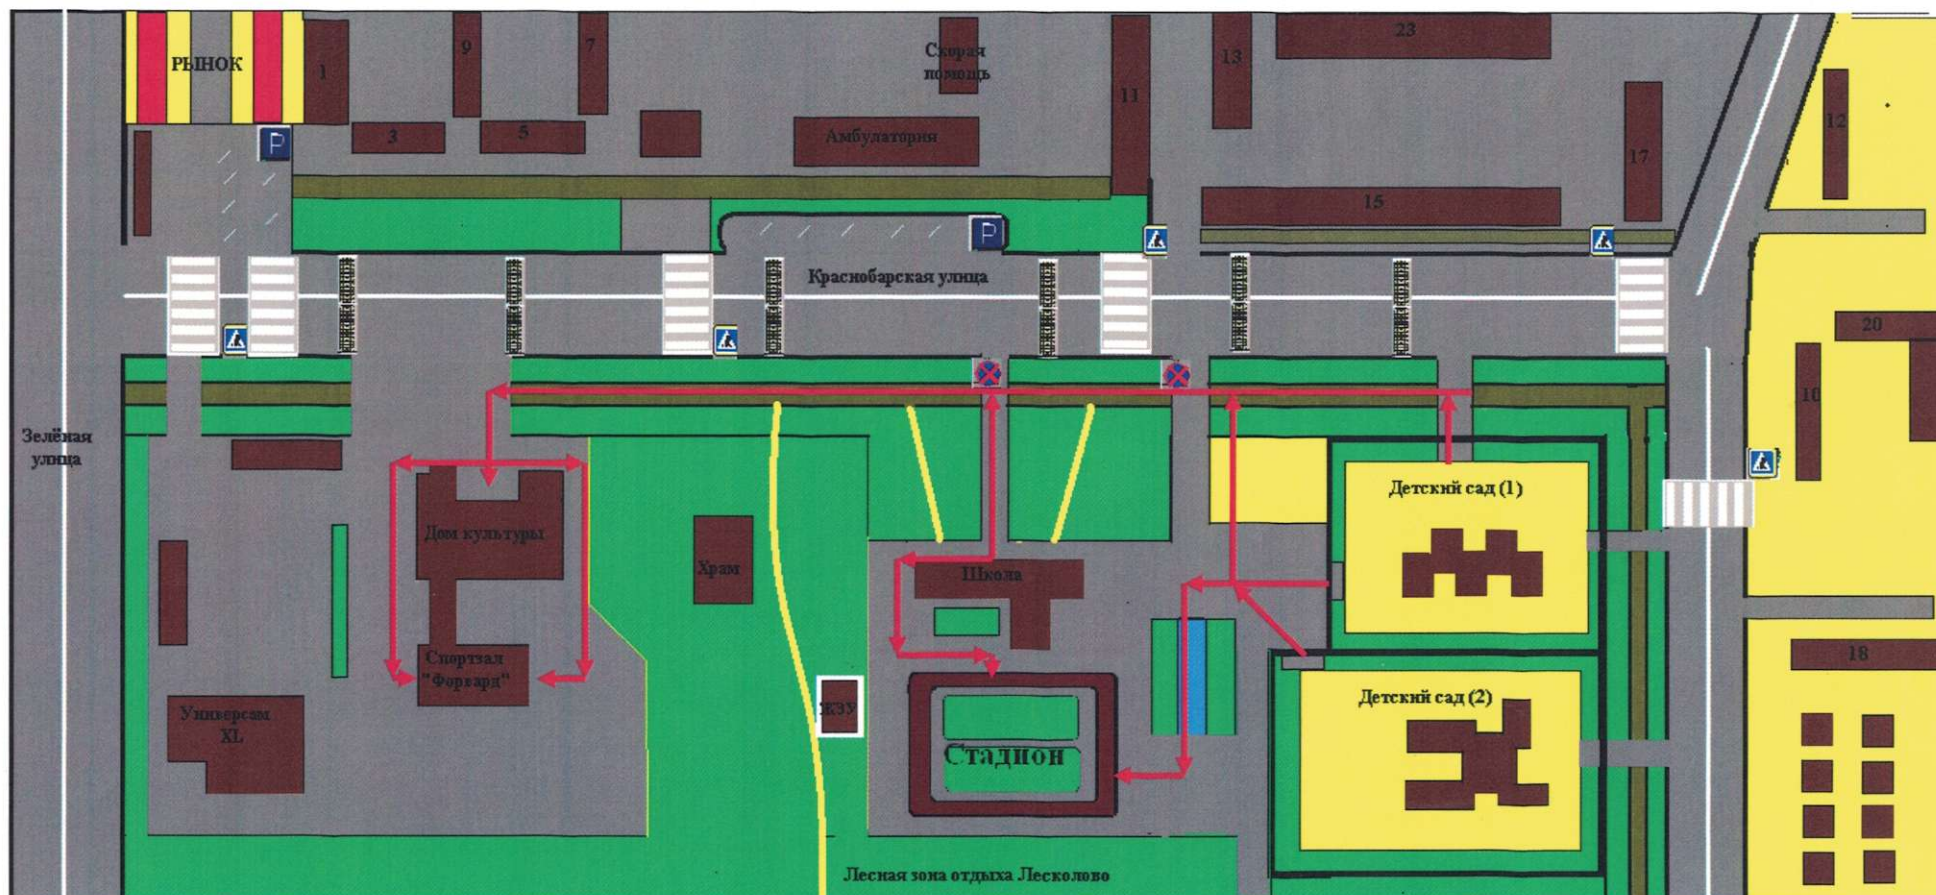 РЫНОК
1
9
7
3
5
Скорая
помощь
Амбулатория
11
13
23
15
17
12
P
P
Краснобарская улица
20
10
Зелёная
улица
Детский сад (1)
Дом культуры
Храм
Школа
Спортзал
"Форвард"
Универсам
XL
ЖЭУ
Стадион
Детский сад (2)
18
Лесная зона отдыха Лесколово